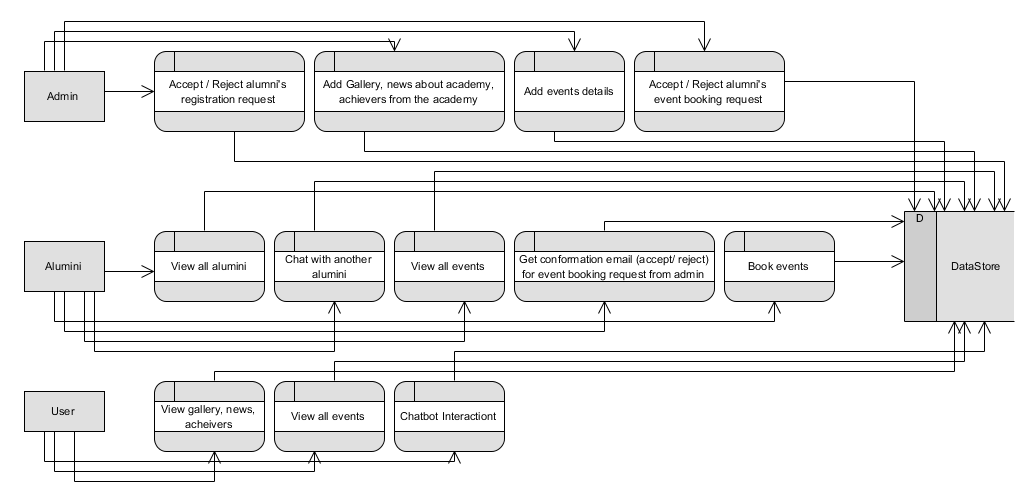 Admin
Accept / Reject alumni's
registration request
Add Gallery, news about academy,
achievers from the academy
Add events details
Accept / Reject alumni's
event booking request
D
DataStore
Alumini
View all alumini
Chat with another
alumini
View all events
Get conformation email (accept/ reject)
for event booking request from admin
Book events
User
View gallery, news,
acheivers
View all events
Chatbot Interactiont